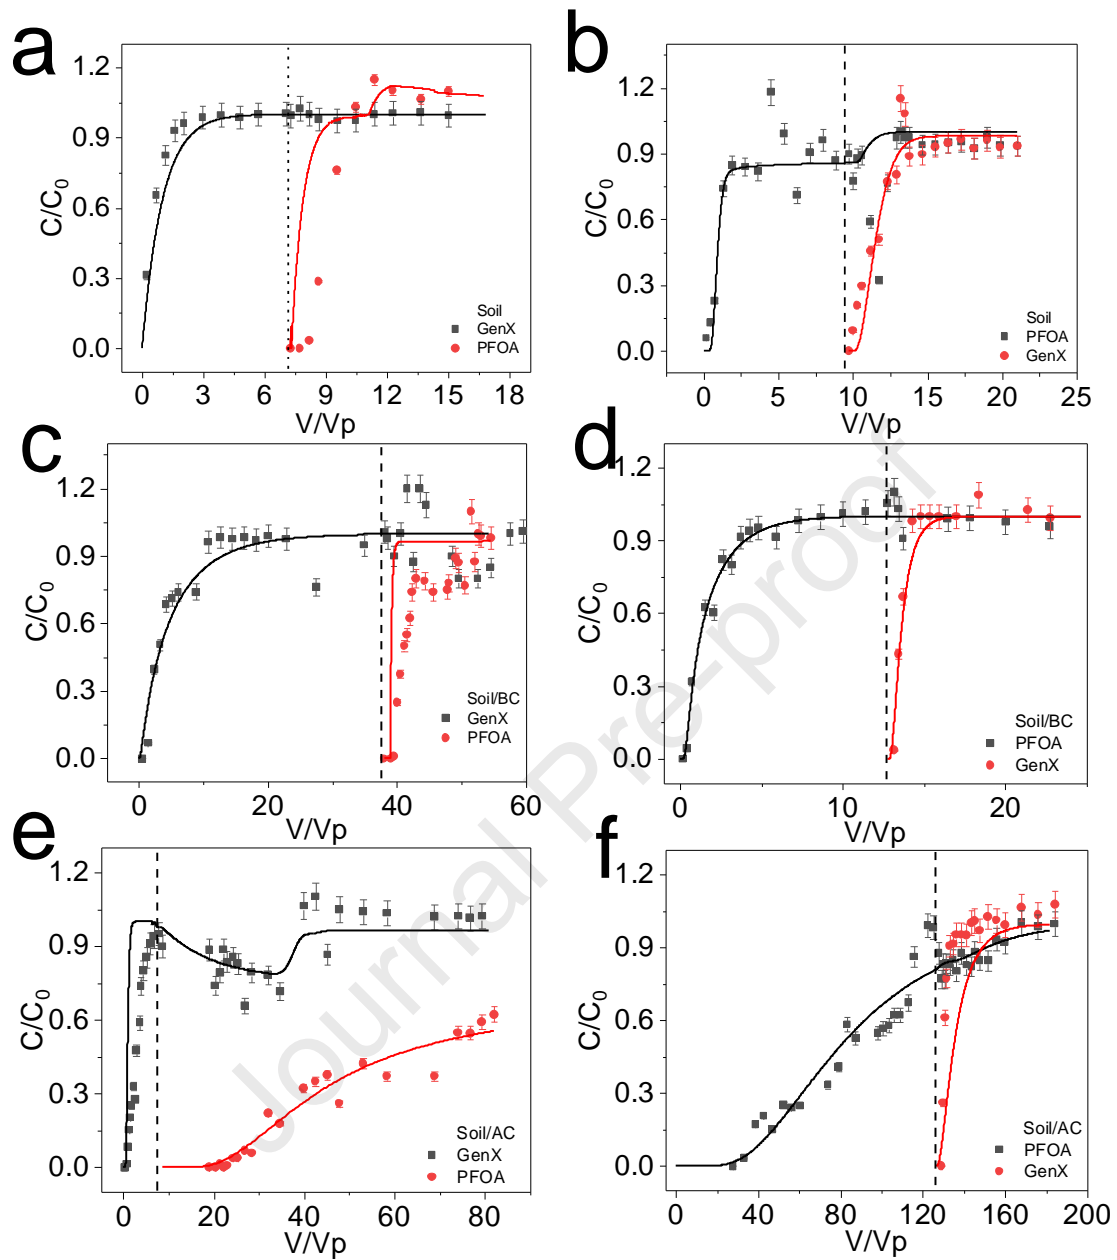 a
1.2
0.9
0.6
0.3
0.0
C/C0
0 3 6 9 12 15 18
V/Vp
Soil
GenX
PFOA
b
1.2
0.9
0.6
0.3
0.0
C/C0
0 5 10 15 20 25
V/Vp
Soil
PFOA
GenX
c
1.2
0.9
0.6
0.3
0.0
C/C0
0 20 40 60
V/Vp
Soil/BC
GenX
PFOA
d
1.2
0.9
0.6
0.3
0.0
C/C0
0 10 20
V/Vp
Soil/BC
PFOA
GenX
e
1.2
0.9
0.6
0.3
0.0
C/C0
0 20 40 60 80
V/Vp
Soil/AC
GenX
PFOA
f
1.2
0.9
0.6
0.3
0.0
C/C0
0 40 80 120 160 200
V/Vp
Soil/AC
PFOA
GenX
Journal Pre-proof